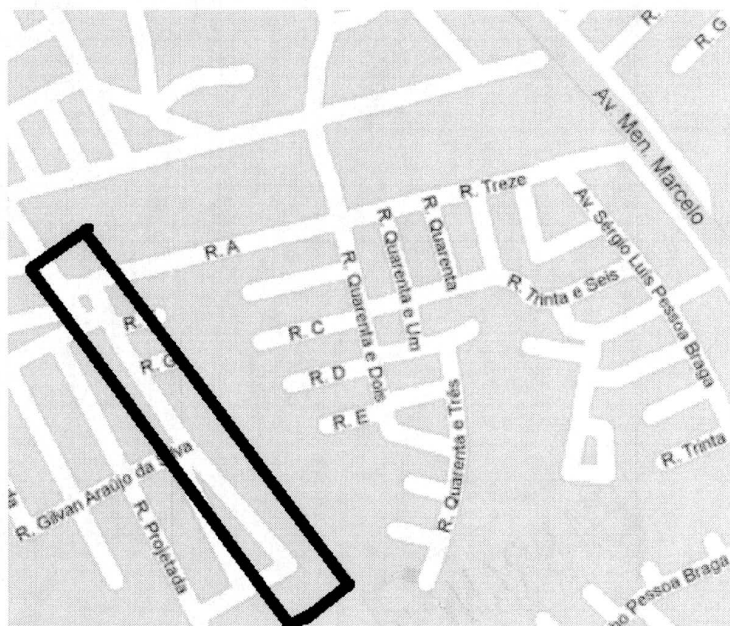 R.
R. G
Av. Men. Marcelo
R. Treze
R. Quarenta
R. Quarenta e Um
Av. Sérgio Luís Pessoa Braga
R. A
R. Quarenta e Dois
R. Trinta e Seis
R.
R. C
R. G
R. D
R. E
R. Quarenta e Três
R. Trinta
R. Gilvan Araújo da Silva
R. Projetada
ho Pessoa Braga